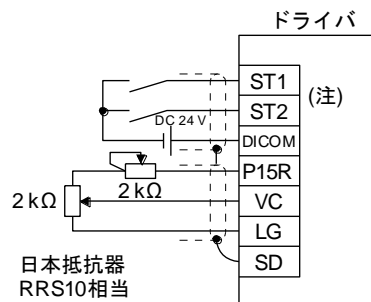 ドライバ
ST1
(注)
ST2
DC 24 V
DICOM
P15R
2 kΩ
2 kΩ
VC
LG
日本抵抗器
SD
RRS10相当